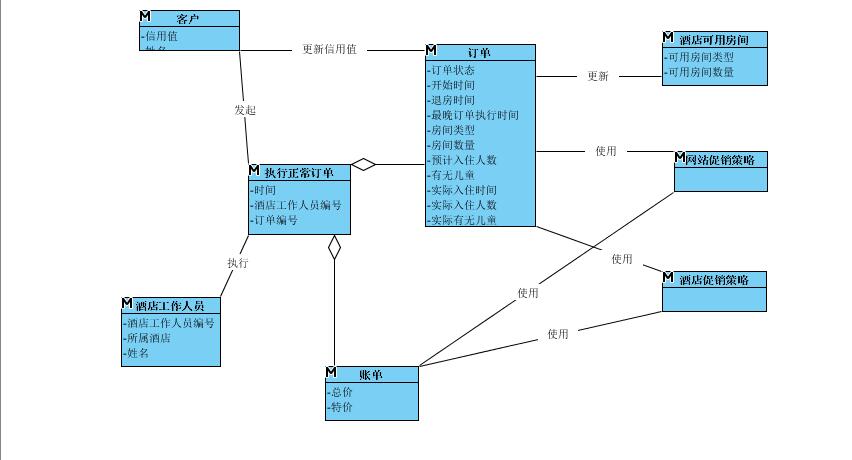 M 客户
-信用值
-姓名
更新信用值
发起
M 订单
-订单状态
-开始时间
-退房时间
-最晚订单执行时间
-房间类型
-房间数量
-预计入住人数
-有无儿童
-实际入住时间
-实际入住人数
-实际有无儿童
更新
M 酒店可用房间
-可用房间类型
-可用房间数量
使用
M 网站促销策略
M 执行正常订单
-时间
-酒店工作人员编号
-订单编号
执行
使用
M 酒店促销策略
使用
使用
M 酒店工作人员
-酒店工作人员编号
-所属酒店
-姓名
M 账单
-总价
-特价